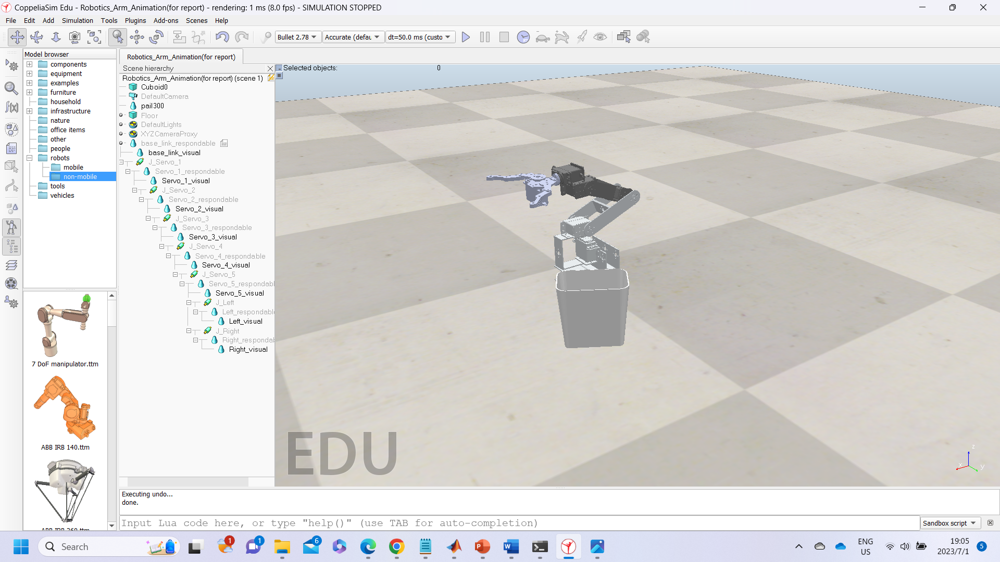 CoppeliaSim Edu - Robotics_Arm_Animation(for report) - rendering: 1 ms (8.0 fps) - SIMULATION STOPPED
File Edit Add Simulation Tools Plugins Add-ons Scenes Help
Bullet 2.78 Accurate (defau dt=50.0 ms (custo
Model browser
components
equipment
examples
furniture
household
infrastructure
nature
office items
other
people
robots
mobile
non-mobile
tools
vehicles
7 DoF manipulator.ttm
ABB IRB 140.ttm
ABB IRB 360.ttm
Robotics_Arm_Animation(for report)
Scene hierarchy
Robotics_Arm_Animation(for report) (scene 1)
Cuboid0
DefaultCamera
pail300
Floor
DefaultLights
XYZCameraProxy
base_link_respondable
base_link_visual
J_Servo_1
Servo_1_respondable
Servo_1_visual
J_Servo_2
Servo_2_respondable
Servo_2_visual
J_Servo_3
Servo_3_respondable
Servo_3_visual
J_Servo_4
Servo_4_respondable
Servo_4_visual
J_Servo_5
Servo_5_respondabl
Servo_5_visual
J_Left
Left_respondabl
Left_visual
J_Right
Right_respondab
Right_visual
Selected objects: 0
EDU
z
x
y
Executing undo...
done.
Input Lua code here, or type "help()" (use TAB for auto-completion)
Sandbox script
Search
1
1
6
ENG
US
19:05
2023/7/1
5